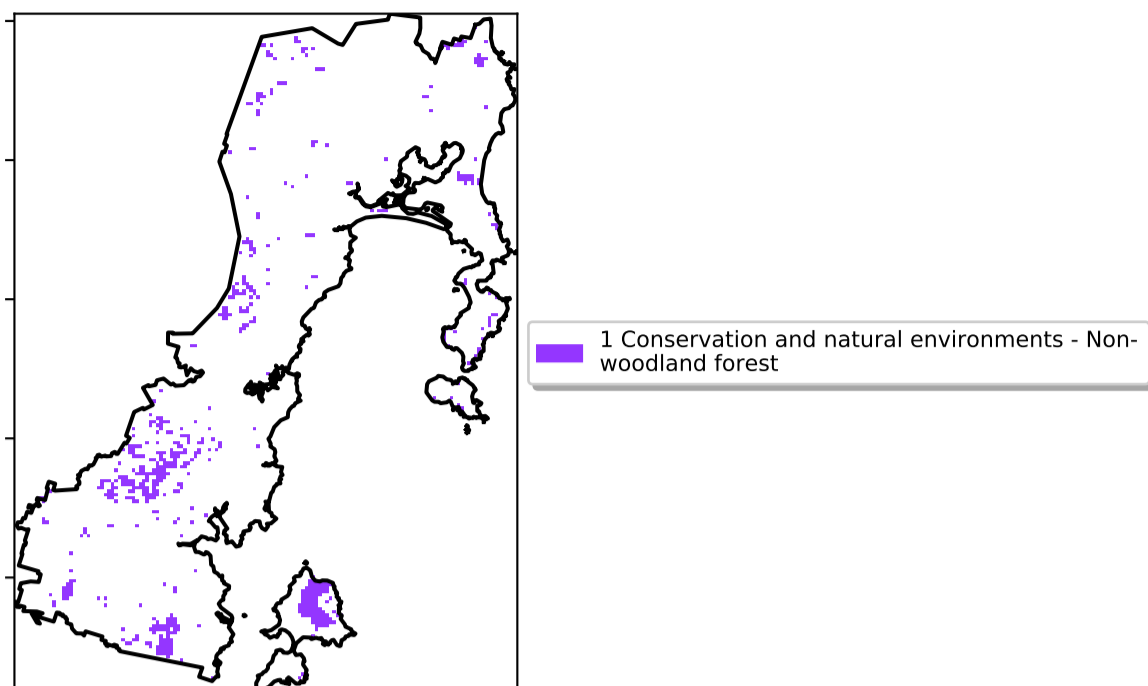 1 Conservation and natural environments - Non-
woodland forest